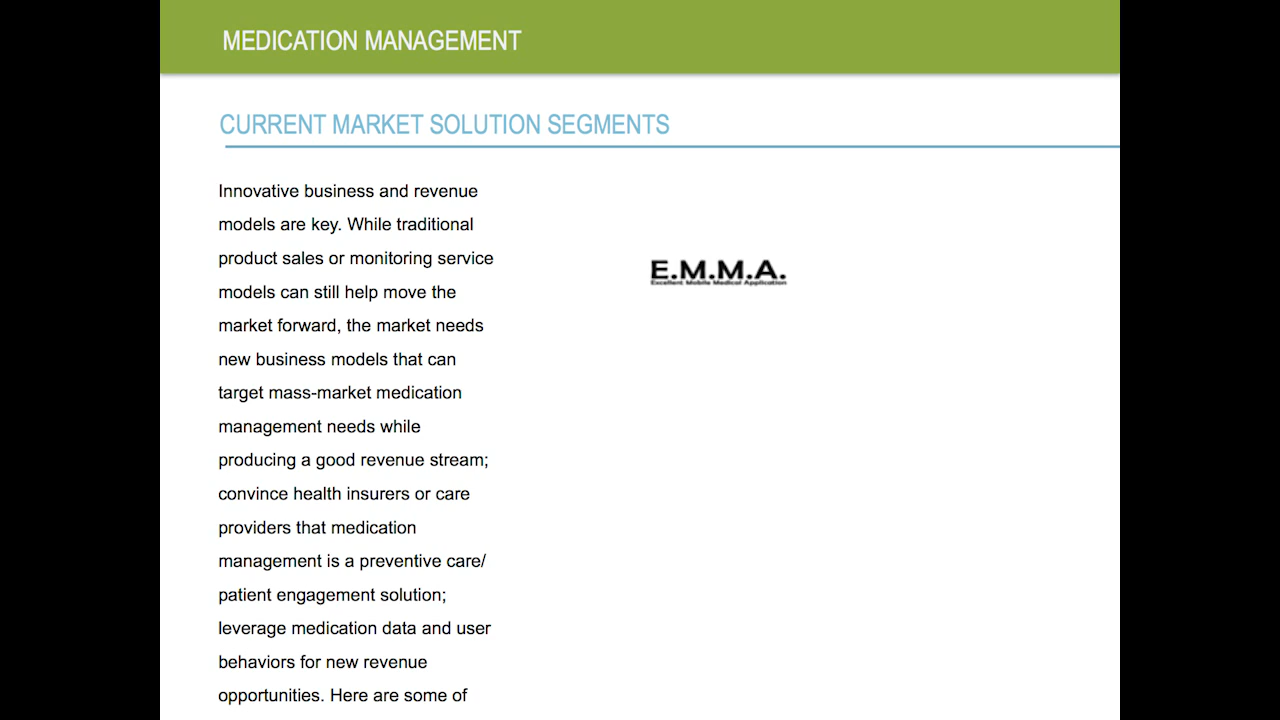 MEDICATION MANAGEMENT
CURRENT MARKET SOLUTION SEGMENTS
Innovative business and revenue
models are key. While traditional
product sales or monitoring service
models can still help move the
market forward, the market needs
new business models that can
target mass-market medication
management needs while
producing a good revenue stream;
convince health insurers or care
providers that medication
management is a preventive care/
patient engagement solution;
leverage medication data and user
behaviors for new revenue
opportunities. Here are some of
E.M.M.A.
Excellent Mobile Medical Application